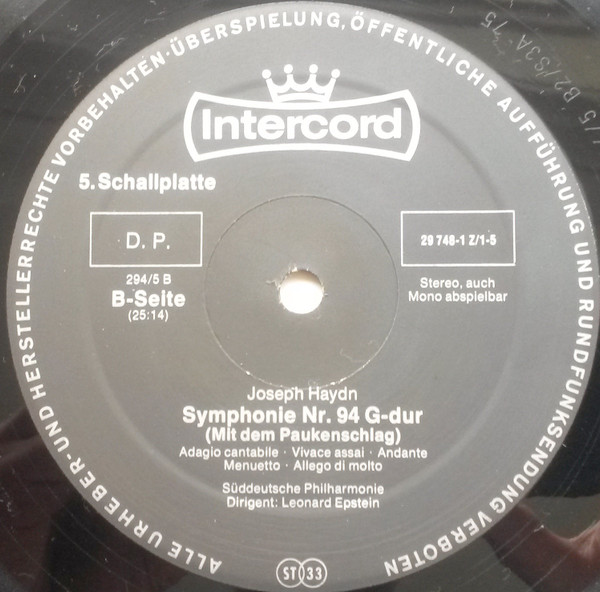 ALLE URHEBER- UND HERSTELLERRECHTE VORBEHALTEN · ÜBERSPIELUNG, ÖFFENTLICHE AUFFÜHRUNG UND RUNDFUNKSENDUNG VERBOTEN
Intercord
5. Schallplatte
D. P.
29 748-1 Z/1-5
294/5 B
B-Seite
(25:14)
Stereo, auch
Mono abspielbar
Joseph Haydn
Symphonie Nr. 94 G-dur
(Mit dem Paukenschlag)
Adagio cantabile · Vivace assai · Andante
Menuetto · Allego di molto
Süddeutsche Philharmonie
Dirigent: Leonard Epstein
ST 33